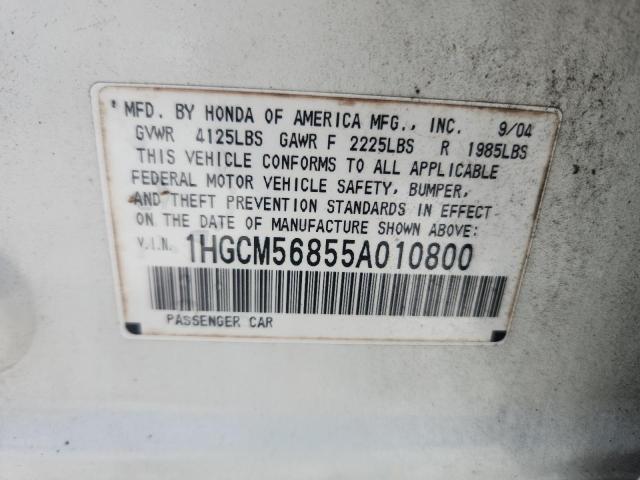 MFD. BY HONDA OF AMERICA MFG., INC. 9/04
GVWR 4125LBS GAWR F 2225LBS R 1985LBS
THIS VEHICLE CONFORMS TO ALL APPLICABLE
FEDERAL MOTOR VEHICLE SAFETY, BUMPER,
AND THEFT PREVENTION STANDARDS IN EFFECT
ON THE DATE OF MANUFACTURE SHOWN ABOVE:
V.I.N. 1HGCM56855A010800
PASSENGER CAR